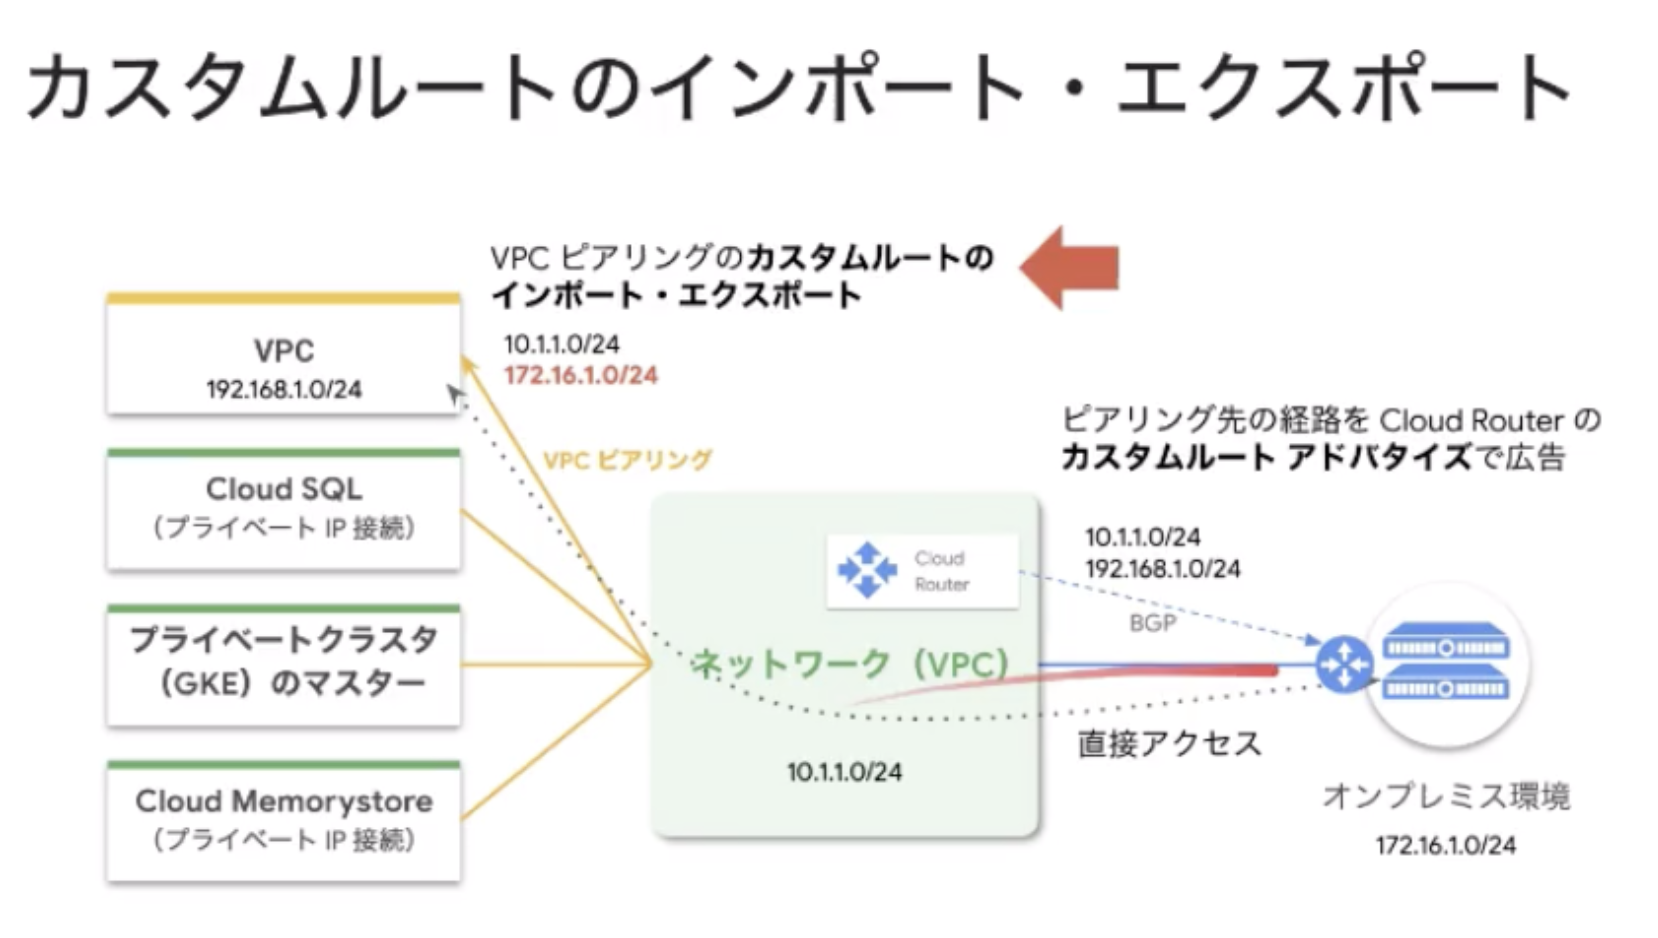 カスタムルートのインポート・エクスポート
VPC ピアリングのカスタムルートの
インポート・エクスポート
10.1.1.0/24
172.16.1.0/24
VPC
192.168.1.0/24
VPC ピアリング
Cloud SQL
（プライベート IP 接続）
プライベートクラスタ
（GKE）のマスター
Cloud Memorystore
（プライベート IP 接続）
Cloud
Router
ネットワーク（VPC）
10.1.1.0/24
ピアリング先の経路を Cloud Router の
カスタムルート アドバタイズで広告
10.1.1.0/24
192.168.1.0/24
BGP
直接アクセス
オンプレミス環境
172.16.1.0/24